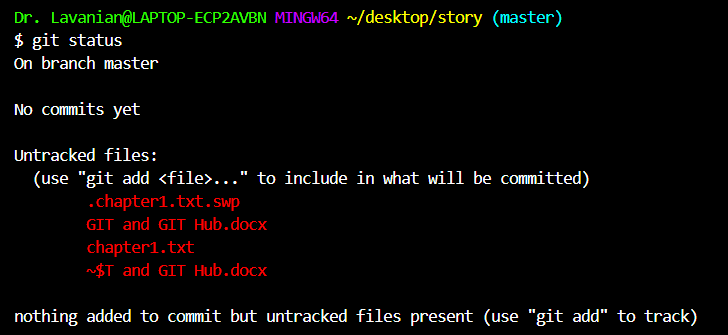 Dr. Lavanian@LAPTOP-ECP2AVBN MINGW64 ~/desktop/story (master)
$ git status
On branch master
No commits yet
Untracked files:
(use "git add <file>..." to include in what will be committed)
.chapter1.txt.swp
GIT and GIT Hub.docx
chapter1.txt
~$T and GIT Hub.docx
nothing added to commit but untracked files present (use "git add" to track)